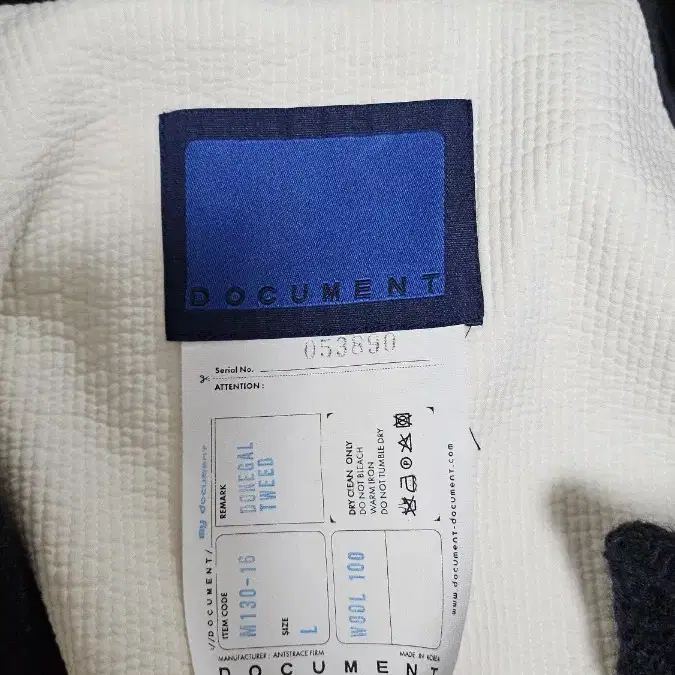 DOCUMENT
053890
Serial No.
ATTENTION :
REMARK
DONEGAL
TWEED
DRY CLEAN ONLY
DO NOT BLEACH
WARM IRON
DO NOT TUMBLE DRY
my document
//DOCUMENT/
ITEM CODE
M130-16
SIZE
L
WOOL 100
www.document-document.com
MANUFACTURER : ANTSTRACE FIRM
MADE IN KOREA
DOCUMENT